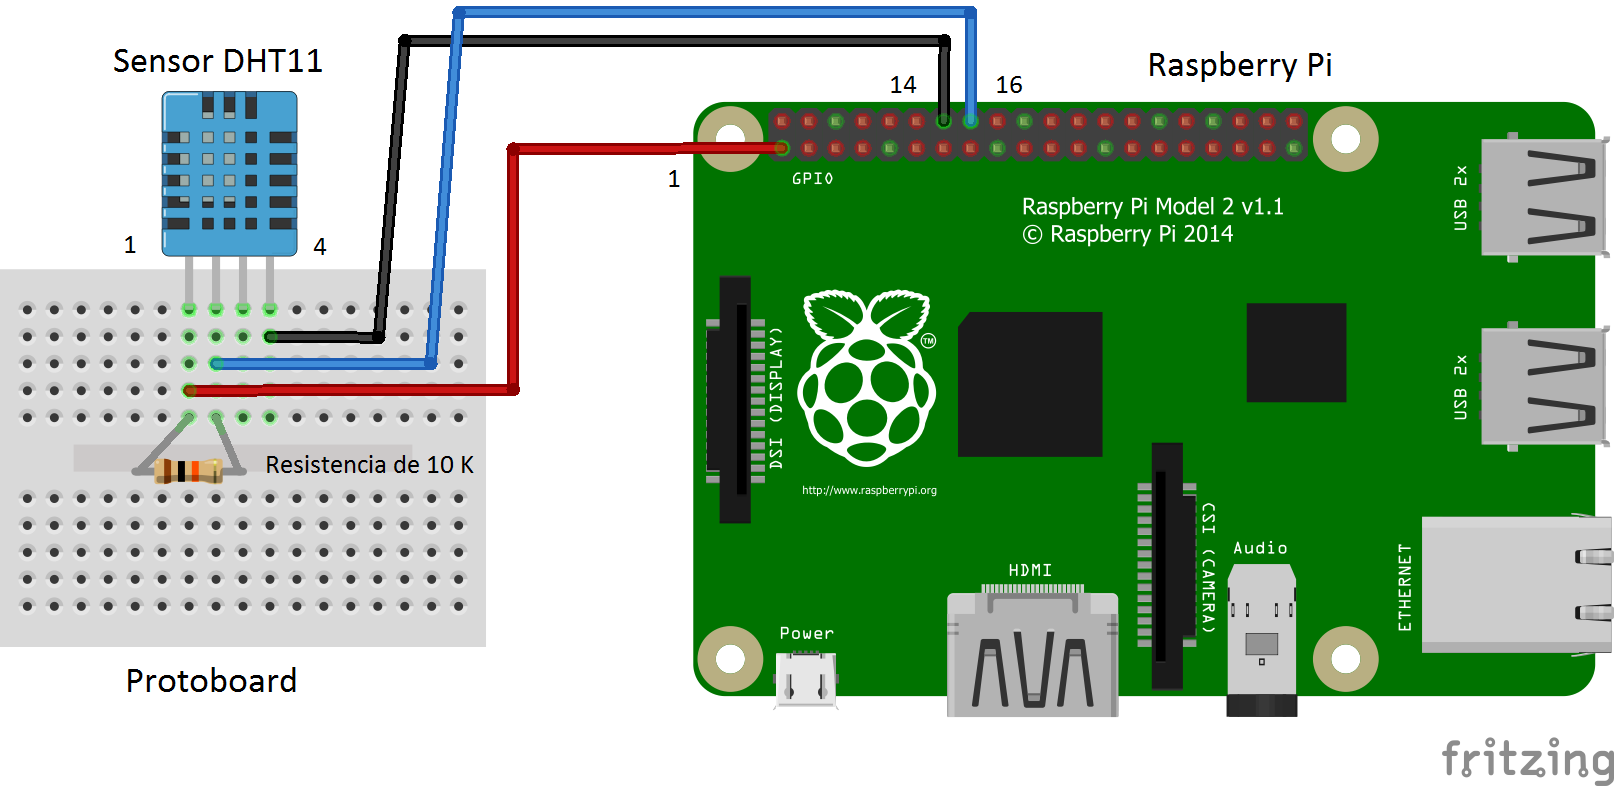 Sensor DHT11
1
4
Resistencia de 10 K
Protoboard
14
16
Raspberry Pi
1
GPIO
Raspberry Pi Model 2 v1.1
© Raspberry Pi 2014
USB 2x
USB 2x
DSI (DISPLAY)
TM
http://www.raspberrypi.org
CSI (CAMERA)
HDMI
Audio
ETHERNET
Power
fritzing